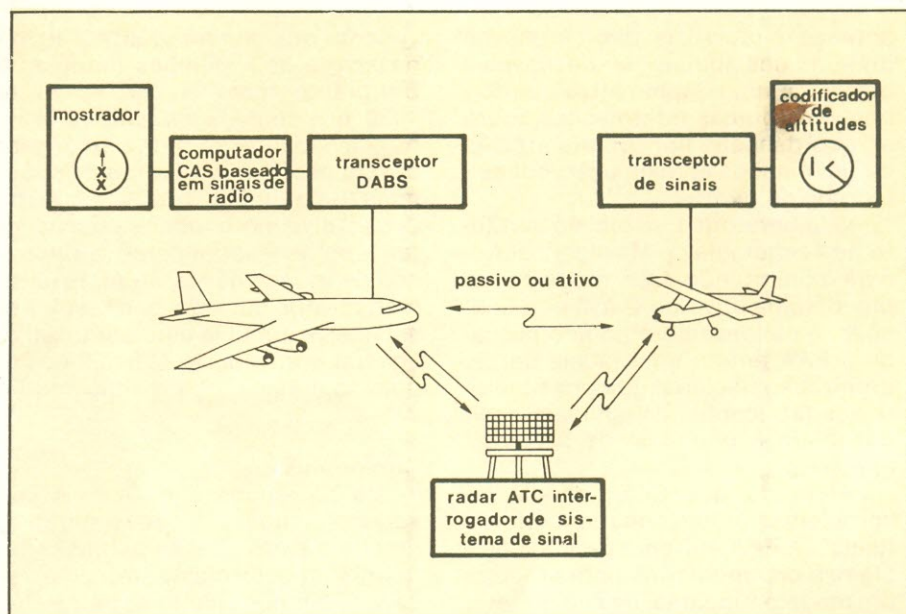 mostrador
computador
CAS baseado
em sinais de
radio
transceptor
DABS
transceptor
de sinais
codificador
de
altitudes
passivo ou ativo
radar ATC inter-
rogador de sis-
tema de sinal